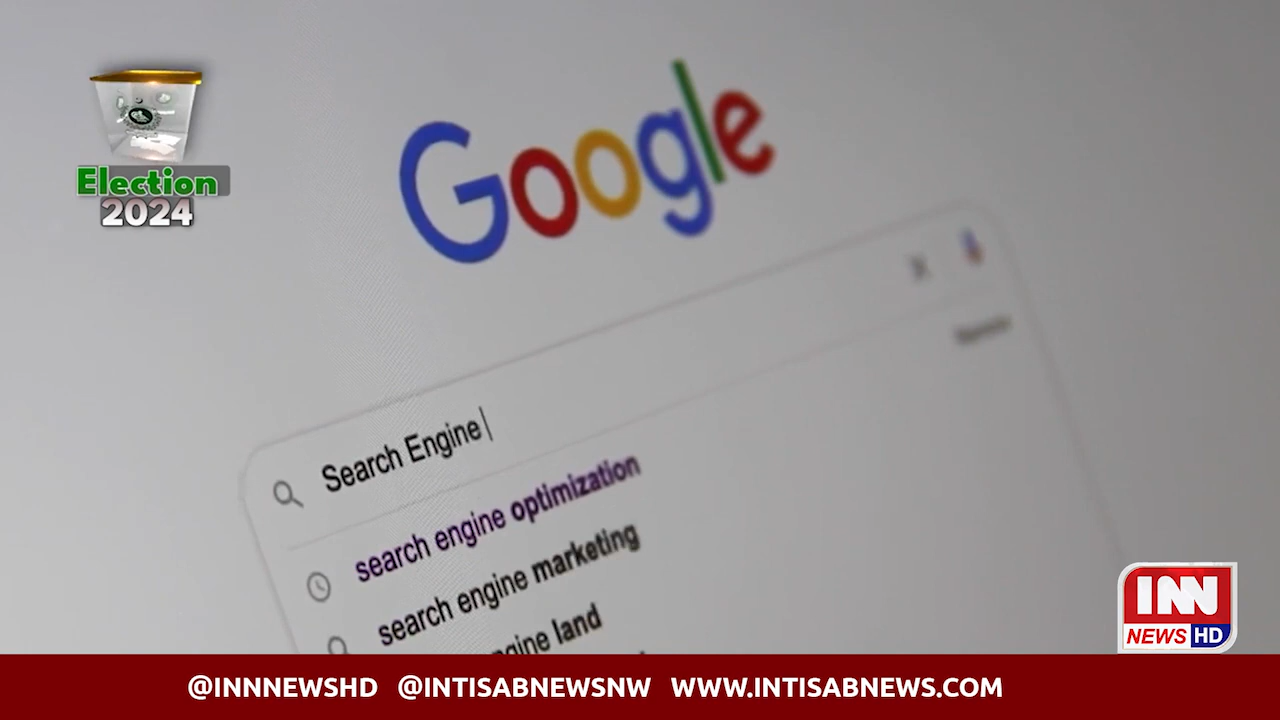 Election
2024
Google
Search Engine
search engine optimization
search engine marketing
engine land
INN
NEWS HD
@INNNEWSHD @INTISABNEWSNW WWW.INTISABNEWS.COM